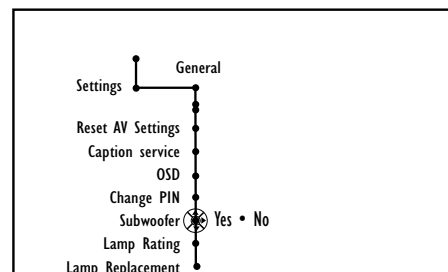 General
Settings
Reset AV Settings
Caption service
OSD
Change PIN
Subwoofer Yes • No
Lamp Rating
Lamp Replacement